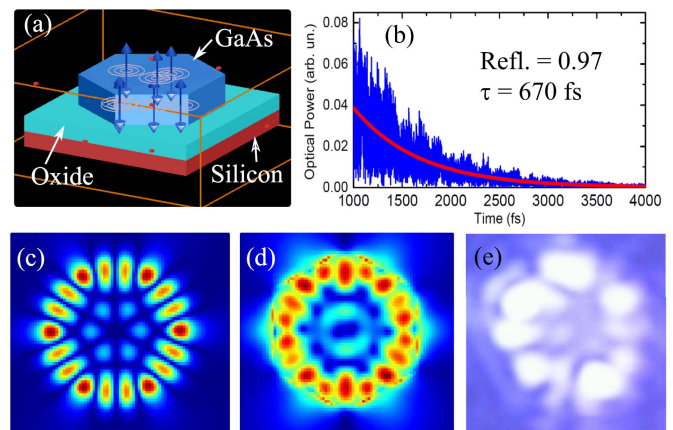 (a)
GaAs
Oxide
Silicon
(b)
Refl. = 0.97
τ = 670 fs
Optical Power (arb. un.)
0.08
0.06
0.04
0.02
0.00
1000 1500 2000 2500 3000 3500 4000
Time (fs)
(c)
(d)
(e)